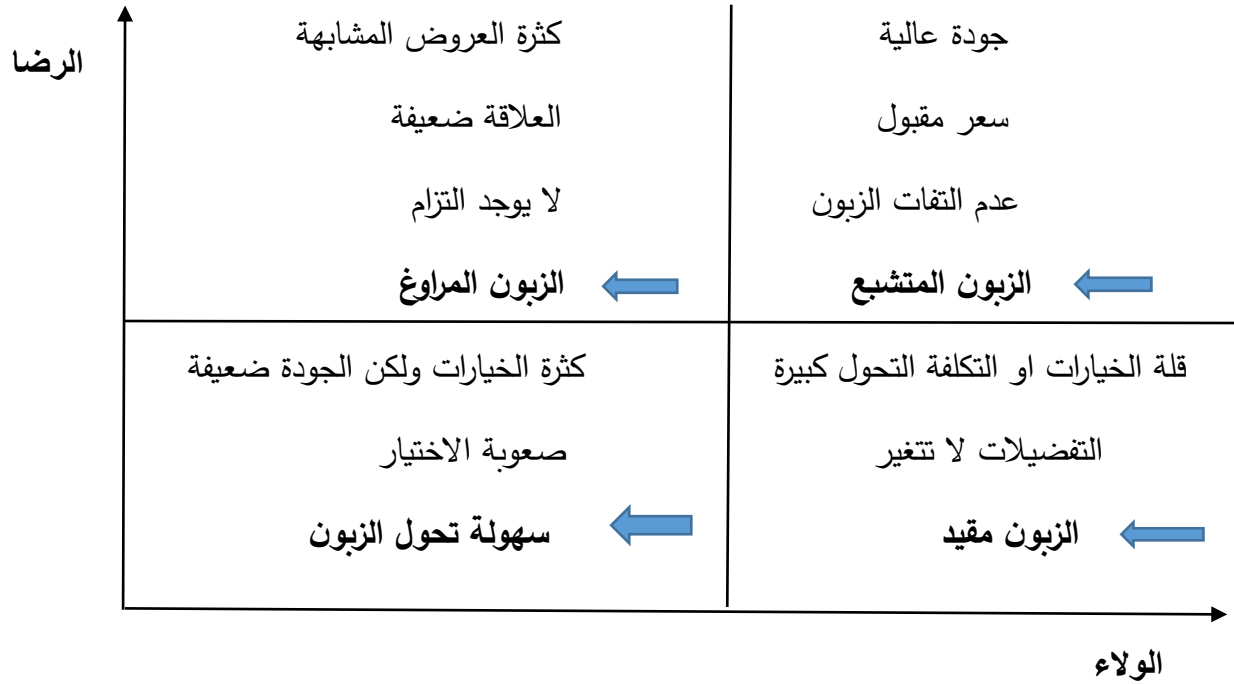 الرضا
جودة عالية
سعر مقبول
عدم التفات الزبون
الزبون المتشبع
كثرة العروض المشابهة
العلاقة ضعيفة
لا يوجد التزام
الزبون المراوغ
قلة الخيارات او التكلفة التحول كبيرة
التفضيلات لا تتغير
الزبون مقيد
كثرة الخيارات ولكن الجودة ضعيفة
صعوبة الاختيار
سهولة تحول الزبون
الولاء